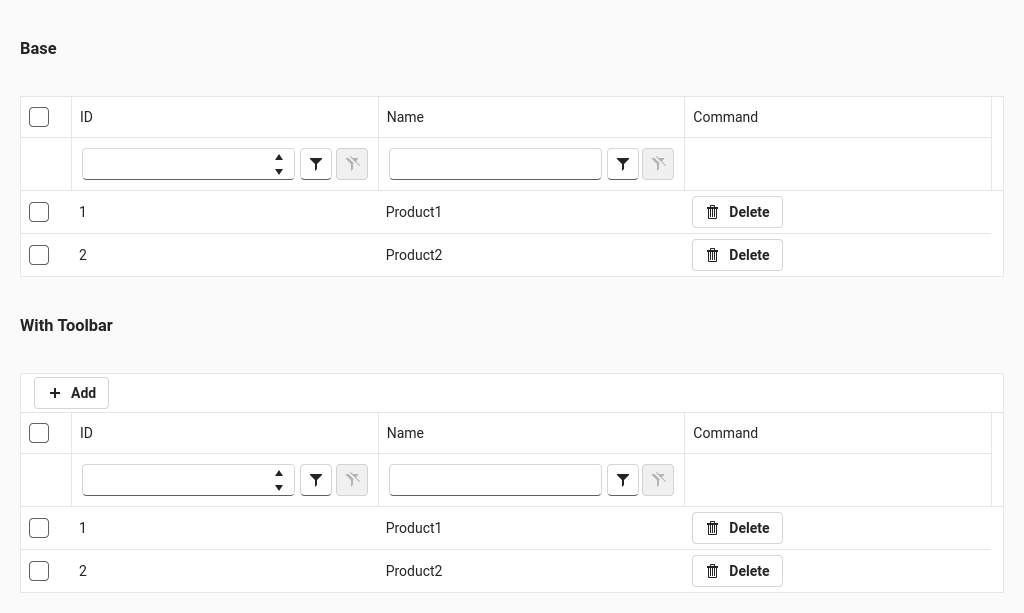 Base
ID Name Command
1 Product1 Delete
2 Product2 Delete
With Toolbar
Add
ID Name Command
1 Product1 Delete
2 Product2 Delete